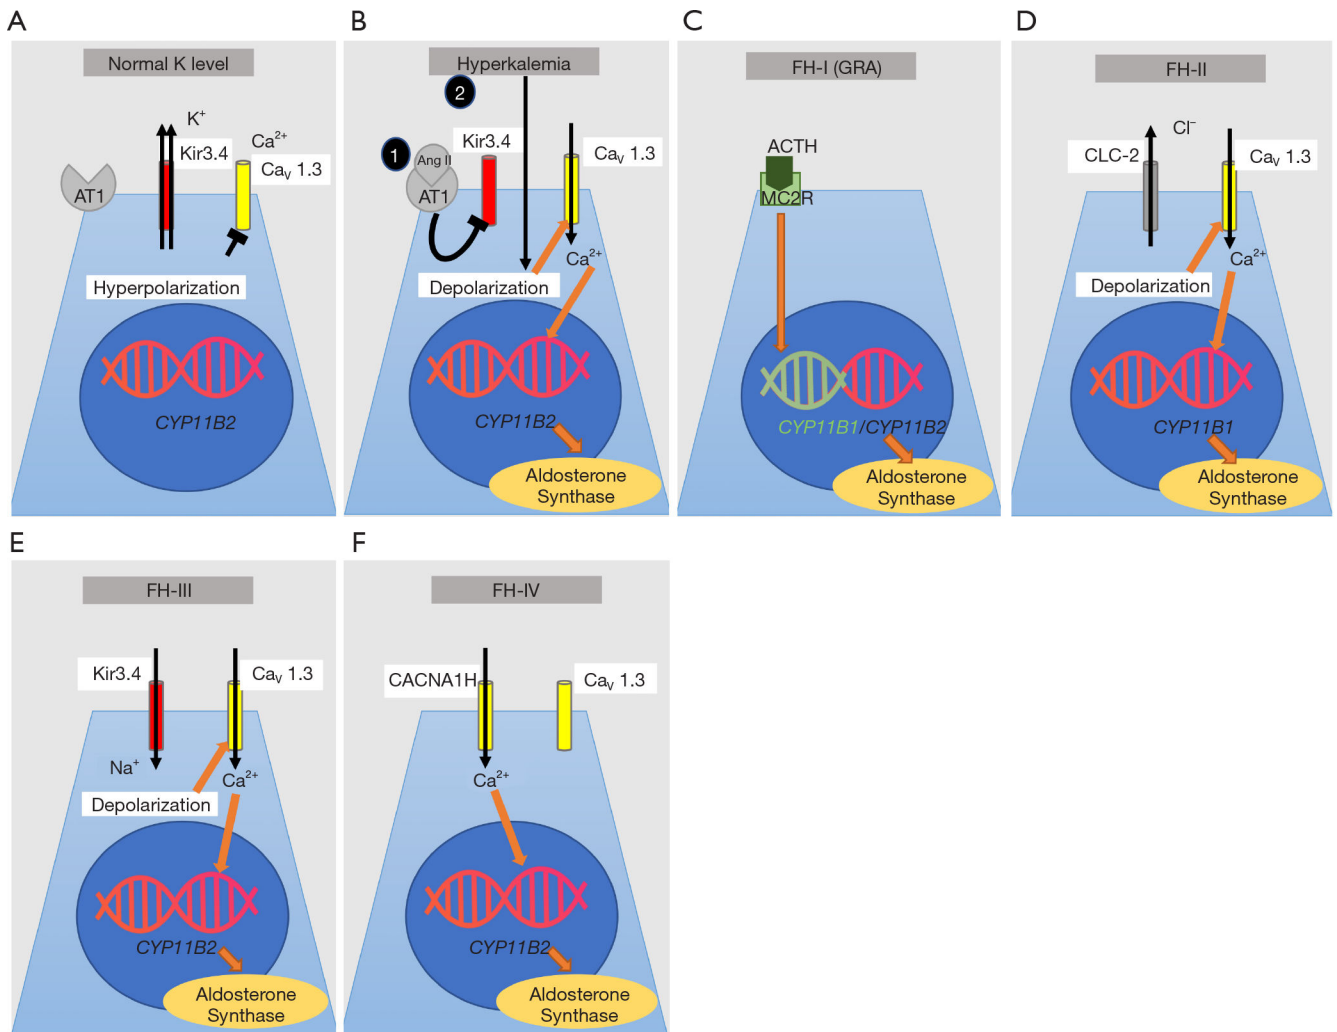 A
Normal K level
K⁺
Kir3.4
Ca²⁺
Caᵥ 1.3
AT1
Hyperpolarization
CYP11B2
B
Hyperkalemia
2
1
Ang II
AT1
Kir3.4
Caᵥ 1.3
Ca²⁺
Depolarization
CYP11B2
Aldosterone
Synthase
C
FH-I (GRA)
ACTH
MC2R
CYP11B1/CYP11B2
Aldosterone
Synthase
D
FH-II
Cl⁻
CLC-2
Caᵥ 1.3
Ca²⁺
Depolarization
CYP11B1
Aldosterone
Synthase
E
FH-III
Kir3.4
Caᵥ 1.3
Na⁺
Ca²⁺
Depolarization
CYP11B2
Aldosterone
Synthase
F
FH-IV
CACNA1H
Caᵥ 1.3
Ca²⁺
CYP11B2
Aldosterone
Synthase